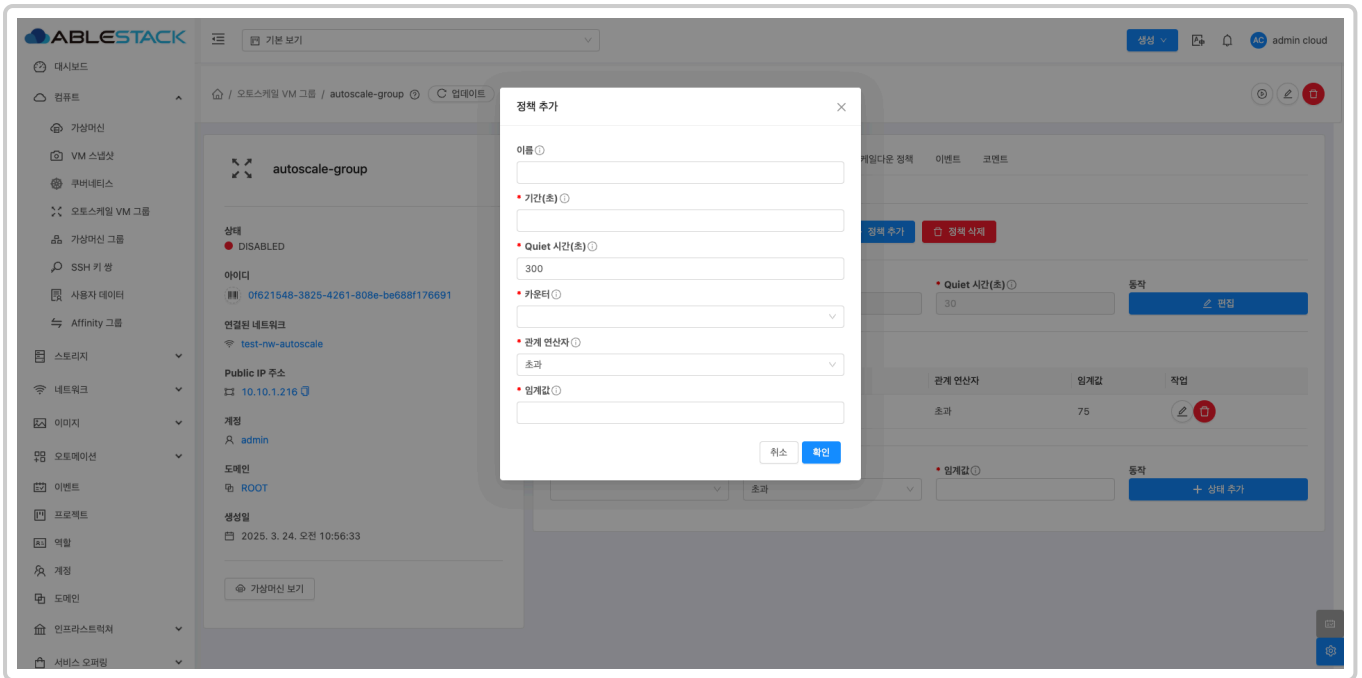 ABLESTACK
기본 보기
생성
AC
admin cloud
대시보드
컴퓨트
가상머신
VM 스냅샷
쿠버네티스
오토스케일 VM 그룹
가상머신 그룹
SSH 키 쌍
사용자 데이터
Affinity 그룹
스토리지
네트워크
이미지
오토메이션
이벤트
프로젝트
역할
계정
도메인
인프라스트럭쳐
서비스 오퍼링
/ 오토스케일 VM 그룹 / autoscale-group
업데이트
autoscale-group
상태
DISABLED
아이디
0f621548-3825-4261-808e-be688f176691
연결된 네트워크
test-nw-autoscale
Public IP 주소
10.10.1.216
계정
admin
도메인
ROOT
생성일
2025. 3. 24. 오전 10:56:33
가상머신 보기
정책 추가
이름
* 기간(초)
* Quiet 시간(초)
300
* 카운터
* 관계 연산자
초과
* 임계값
취소
확인
케일다운 정책
이벤트
코멘트
정책 추가
정책 삭제
* Quiet 시간(초)
동작
30
편집
관계 연산자
임계값
작업
초과
75
* 임계값
동작
초과
+ 상태 추가